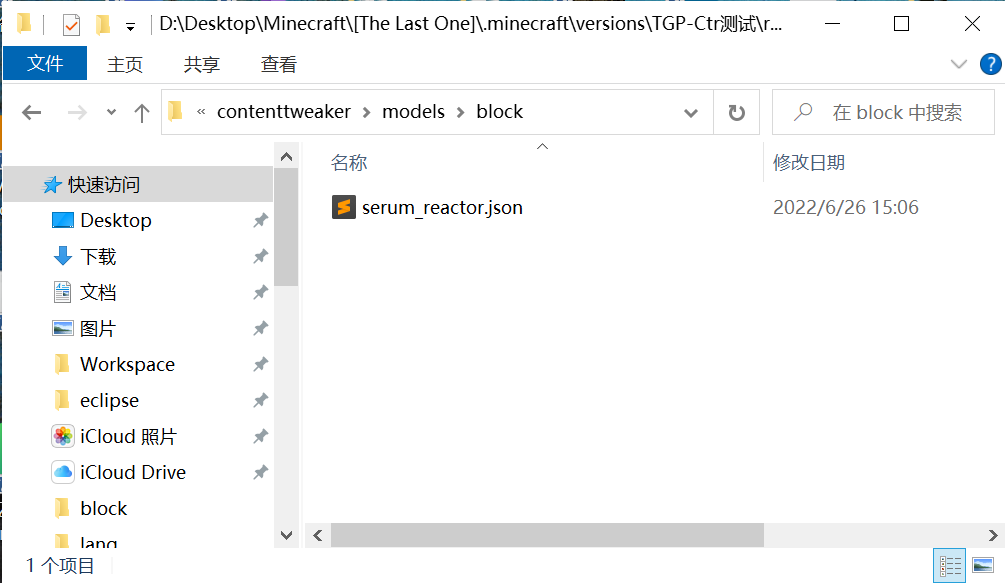 D:\Desktop\Minecraft\[The Last One]\.minecraft\versions\TGP-Ctr测试\r...
文件 主页 共享 查看
« contenttweaker > models > block
在 block 中搜索
快速访问
Desktop
下载
文档
图片
Workspace
eclipse
iCloud 照片
iCloud Drive
block
lang
名称 修改日期
serum_reactor.json 2022/6/26 15:06
1 个项目